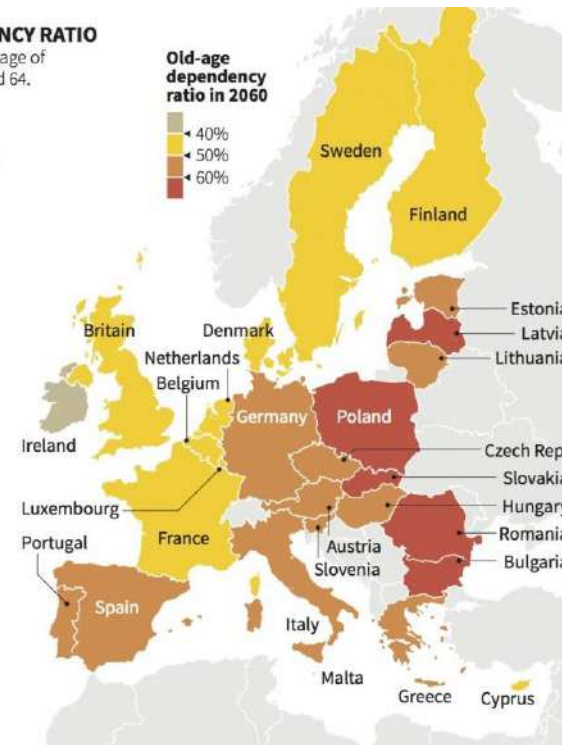 NCY RATIO
age of
d 64.
Old-age
dependency
ratio in 2060
40%
50%
60%
Sweden
Finland
Estonia
Latvia
Lithuania
Britain
Denmark
Netherlands
Belgium
Germany
Poland
Ireland
Czech Rep
Slovakia
Luxembourg
Hungary
France
Romania
Portugal
Austria
Bulgaria
Slovenia
Spain
Italy
Malta
Greece
Cyprus